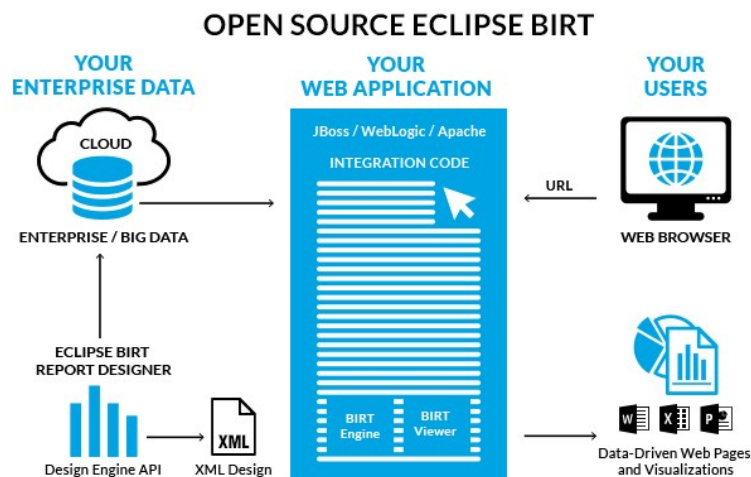 OPEN SOURCE ECLIPSE BIRT
YOUR
ENTERPRISE DATA
CLOUD
ENTERPRISE / BIG DATA
ECLIPSE BIRT
REPORT DESIGNER
Design Engine API
XML
XML Design
YOUR
WEB APPLICATION
JBoss / WebLogic / Apache
INTEGRATION CODE
BIRT
Engine
BIRT
Viewer
YOUR
USERS
URL
WEB BROWSER
W
X
P
Data-Driven Web Pages
and Visualizations